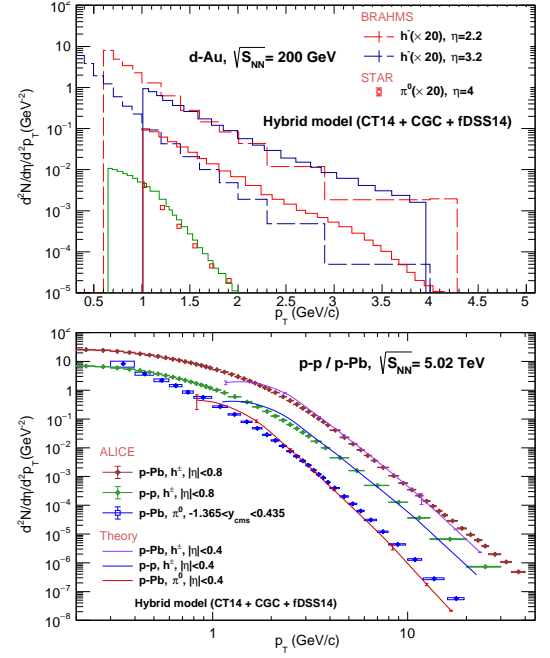 BRAHMS
h⁻(× 20), η=2.2
h⁻(× 20), η=3.2
STAR
π⁰(× 20), η=4
d-Au, √S_NN = 200 GeV
Hybrid model (CT14 + CGC + fDSS14)
d²N/dη/d²p_T(GeV⁻²)
10²
10
1
10⁻¹
10⁻²
10⁻³
10⁻⁴
10⁻⁵
0.5 1 1.5 2 2.5 3 3.5 4 4.5 5
p_T (GeV/c)
p-p / p-Pb, √S_NN = 5.02 TeV
d²N/dη/d²p_T(GeV⁻²)
10²
10
1
10⁻¹
10⁻²
10⁻³
10⁻⁴
10⁻⁵
10⁻⁶
10⁻⁷
10⁻⁸
ALICE
p-Pb, h±, |η|<0.8
p-p, h±, |η|<0.8
p-Pb, π⁰, -1.365<y_cms<0.435
Theory
p-Pb, h±, |η|<0.4
p-p, h±, |η|<0.4
p-Pb, π⁰, |η|<0.4
Hybrid model (CT14 + CGC + fDSS14)
1 10
p_T (GeV/c)